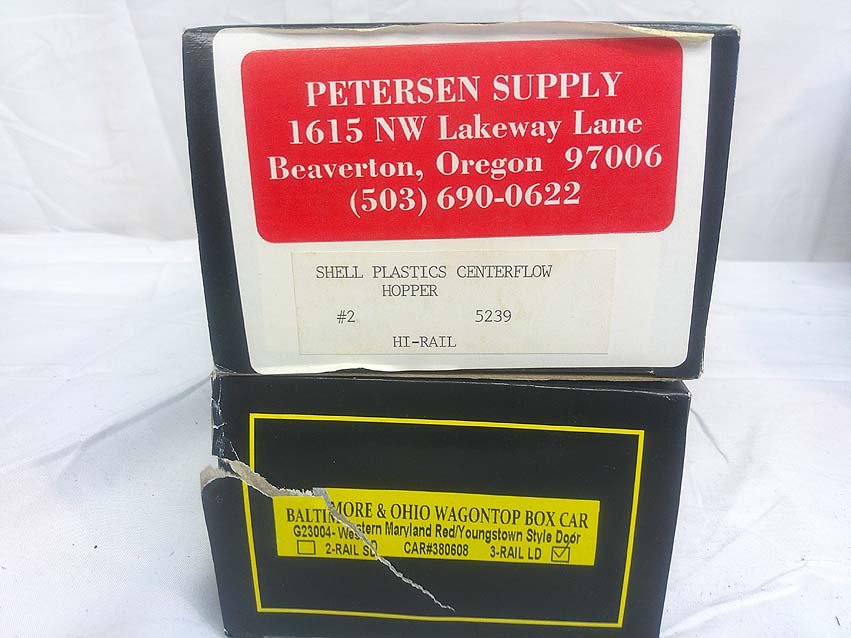 PETERSEN SUPPLY
1615 NW Lakeway Lane
Beaverton, Oregon 97006
(503) 690-0622
SHELL PLASTICS CENTERFLOW
HOPPER
#2 5239
HI-RAIL
BALTIMORE & OHIO WAGONTOP BOX CAR
G23004- Western Maryland Red/Youngstown Style Door
2-RAIL SD CAR#380608 3-RAIL LD